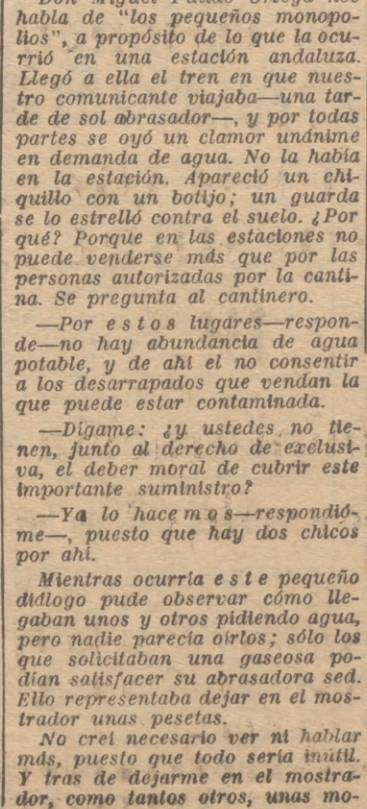 Don Miguel Pulido Ortega nos
habla de "los pequeños monopo-
lios", a propósito de lo que la ocu-
rrió en una estación andaluza.
Llegó a ella el tren en que nues-
tro comunicante viajaba—una tar-
de de sol abrasador—, y por todas
partes se oyó un clamor unánime
en demanda de agua. No la había
en la estación. Apareció un chi-
quillo con un botijo; un guarda
se lo estrelló contra el suelo. ¿Por
qué? Porque en las estaciones no
puede venderse más que por las
personas autorizadas por la canti-
na. Se pregunta al cantinero.
—Por estos lugares—respon-
de—no hay abundancia de agua
potable, y de ahí el no consentir
a los desarrapados que vendan la
que puede estar contaminada.
—Dígame: ¿y ustedes no tie-
nen, junto al derecho de exclusi-
va, el deber moral de cubrir este
importante suministro?
—Ya lo hacemos—respondió-
me—, puesto que hay dos chicos
por ahí.
Mientras ocurría este pequeño
diálogo pude observar cómo lle-
gaban unos y otros pidiendo agua,
pero nadie parecía oírlos; sólo los
que solicitaban una gaseosa po-
dían satisfacer su abrasadora sed.
Ello representaba dejar en el mos-
trador unas pesetas.
No creí necesario ver ni hablar
más, puesto que todo sería inútil.
Y tras de dejarme en el mostra-
dor, como tantos otros, unas mo-